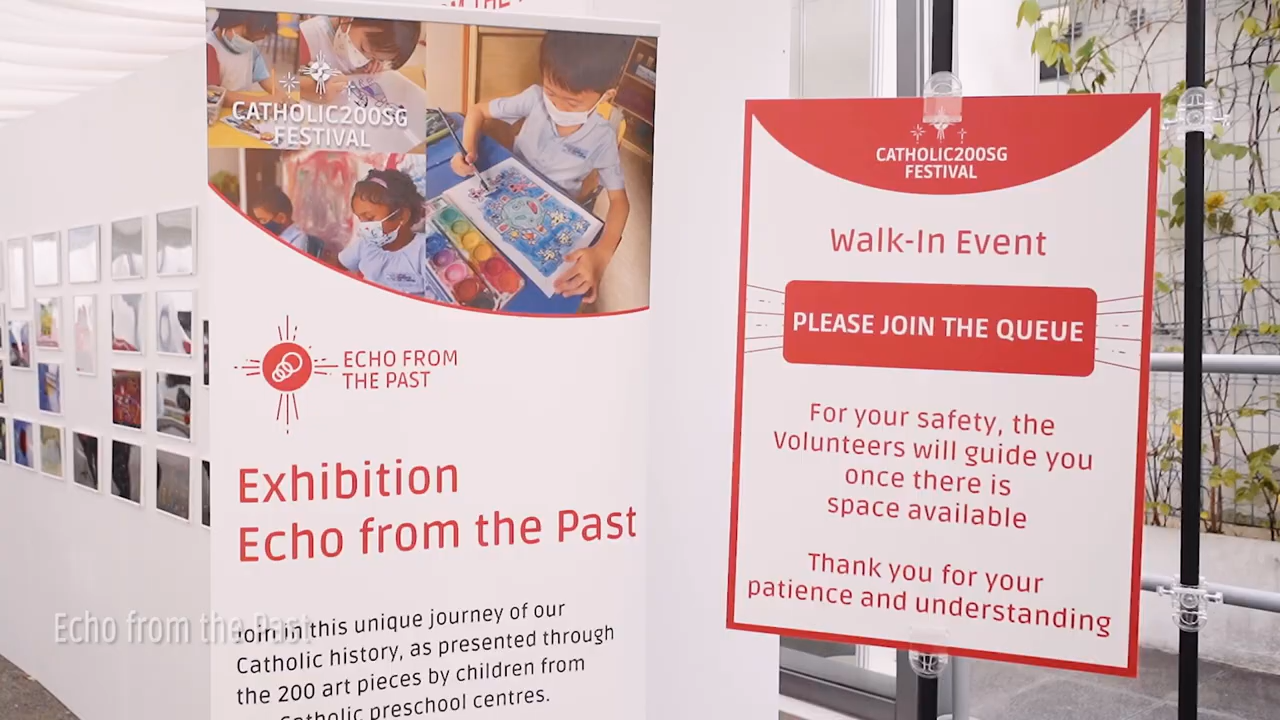 CATHOLIC200SG
FESTIVAL
ECHO FROM
THE PAST
Exhibition
Echo from the Past
Join in this unique journey of our
Catholic history, as presented through
the 200 art pieces by children from
Catholic preschool centres.
Echo from the Past
CATHOLIC200SG
FESTIVAL
Walk-In Event
PLEASE JOIN THE QUEUE
For your safety, the
Volunteers will guide you
once there is
space available
Thank you for your
patience and understanding